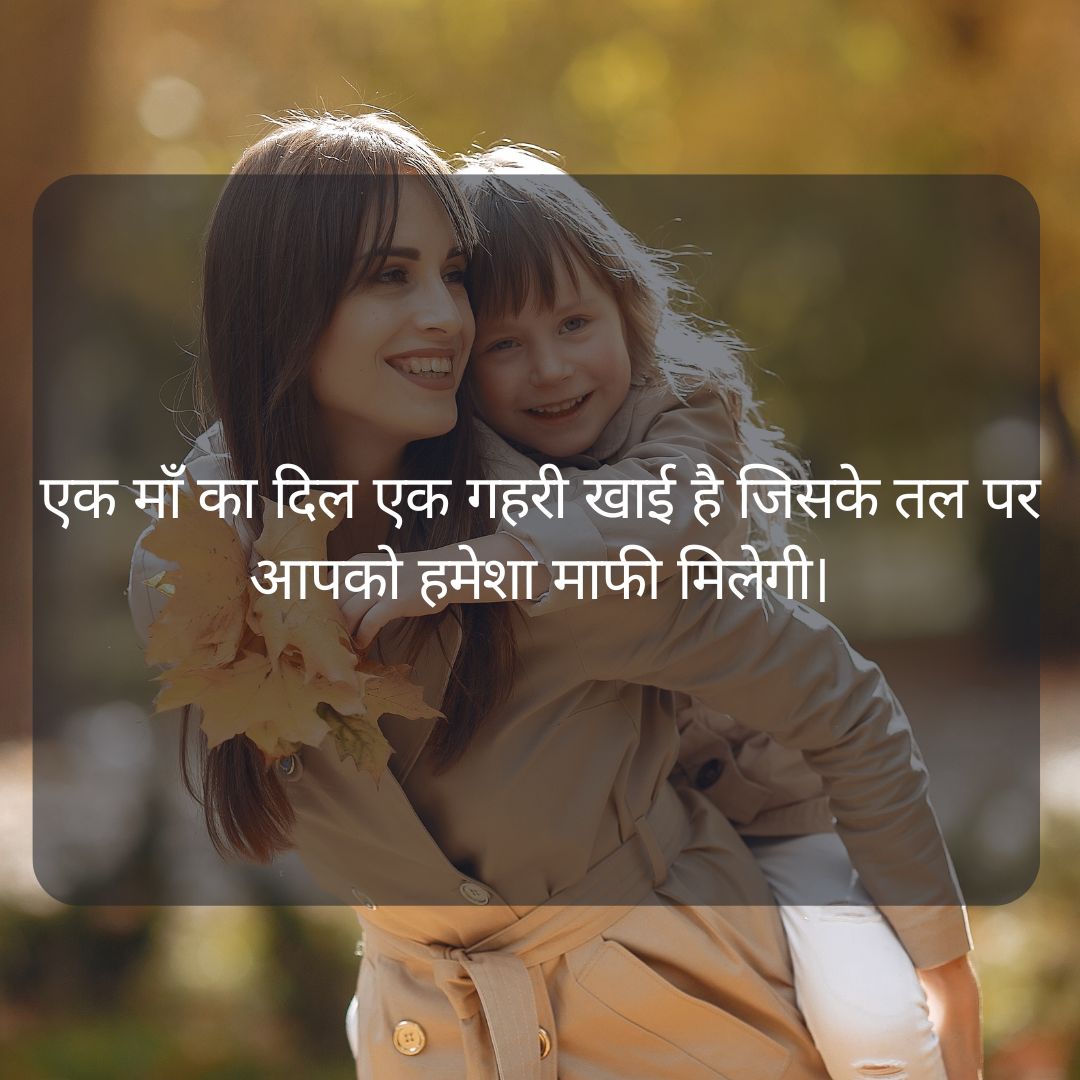 एक माँ का दिल एक गहरी खाई है जिसके तल पर
आपको हमेशा माफी मिलेगी|